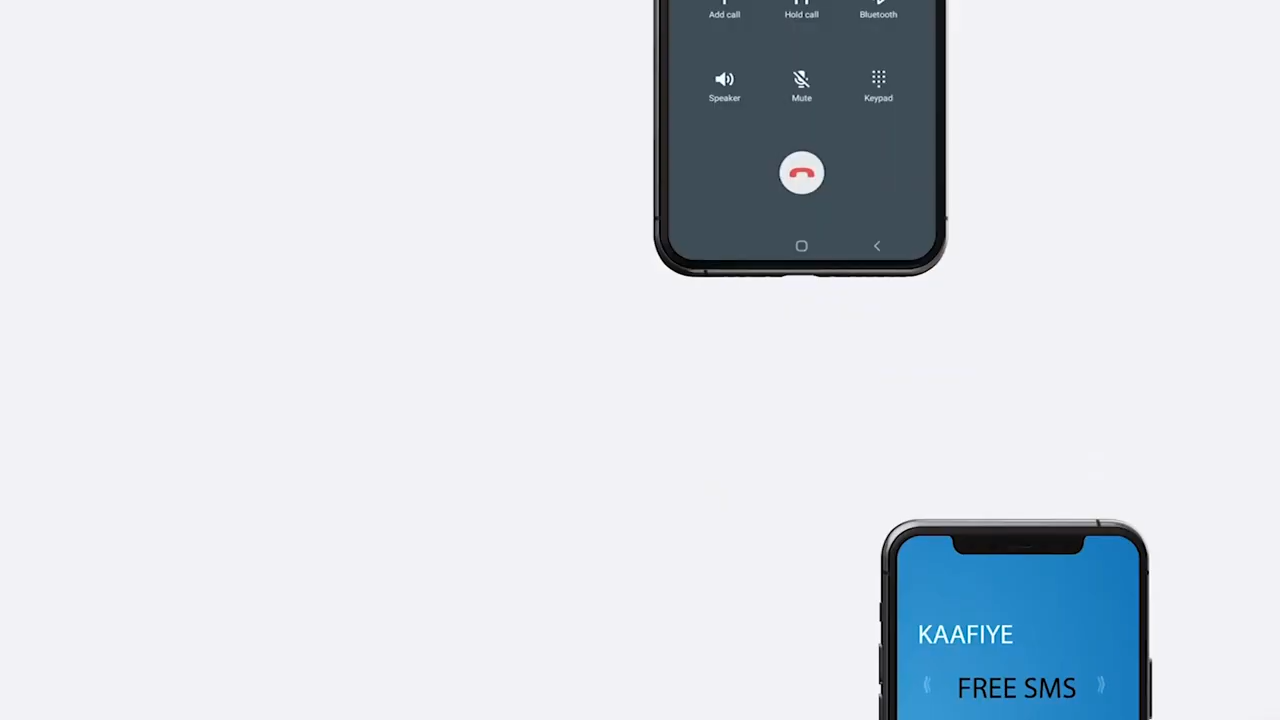 Add call Hold call Bluetooth
Speaker Mute Keypad
KAAFIYE
FREE SMS